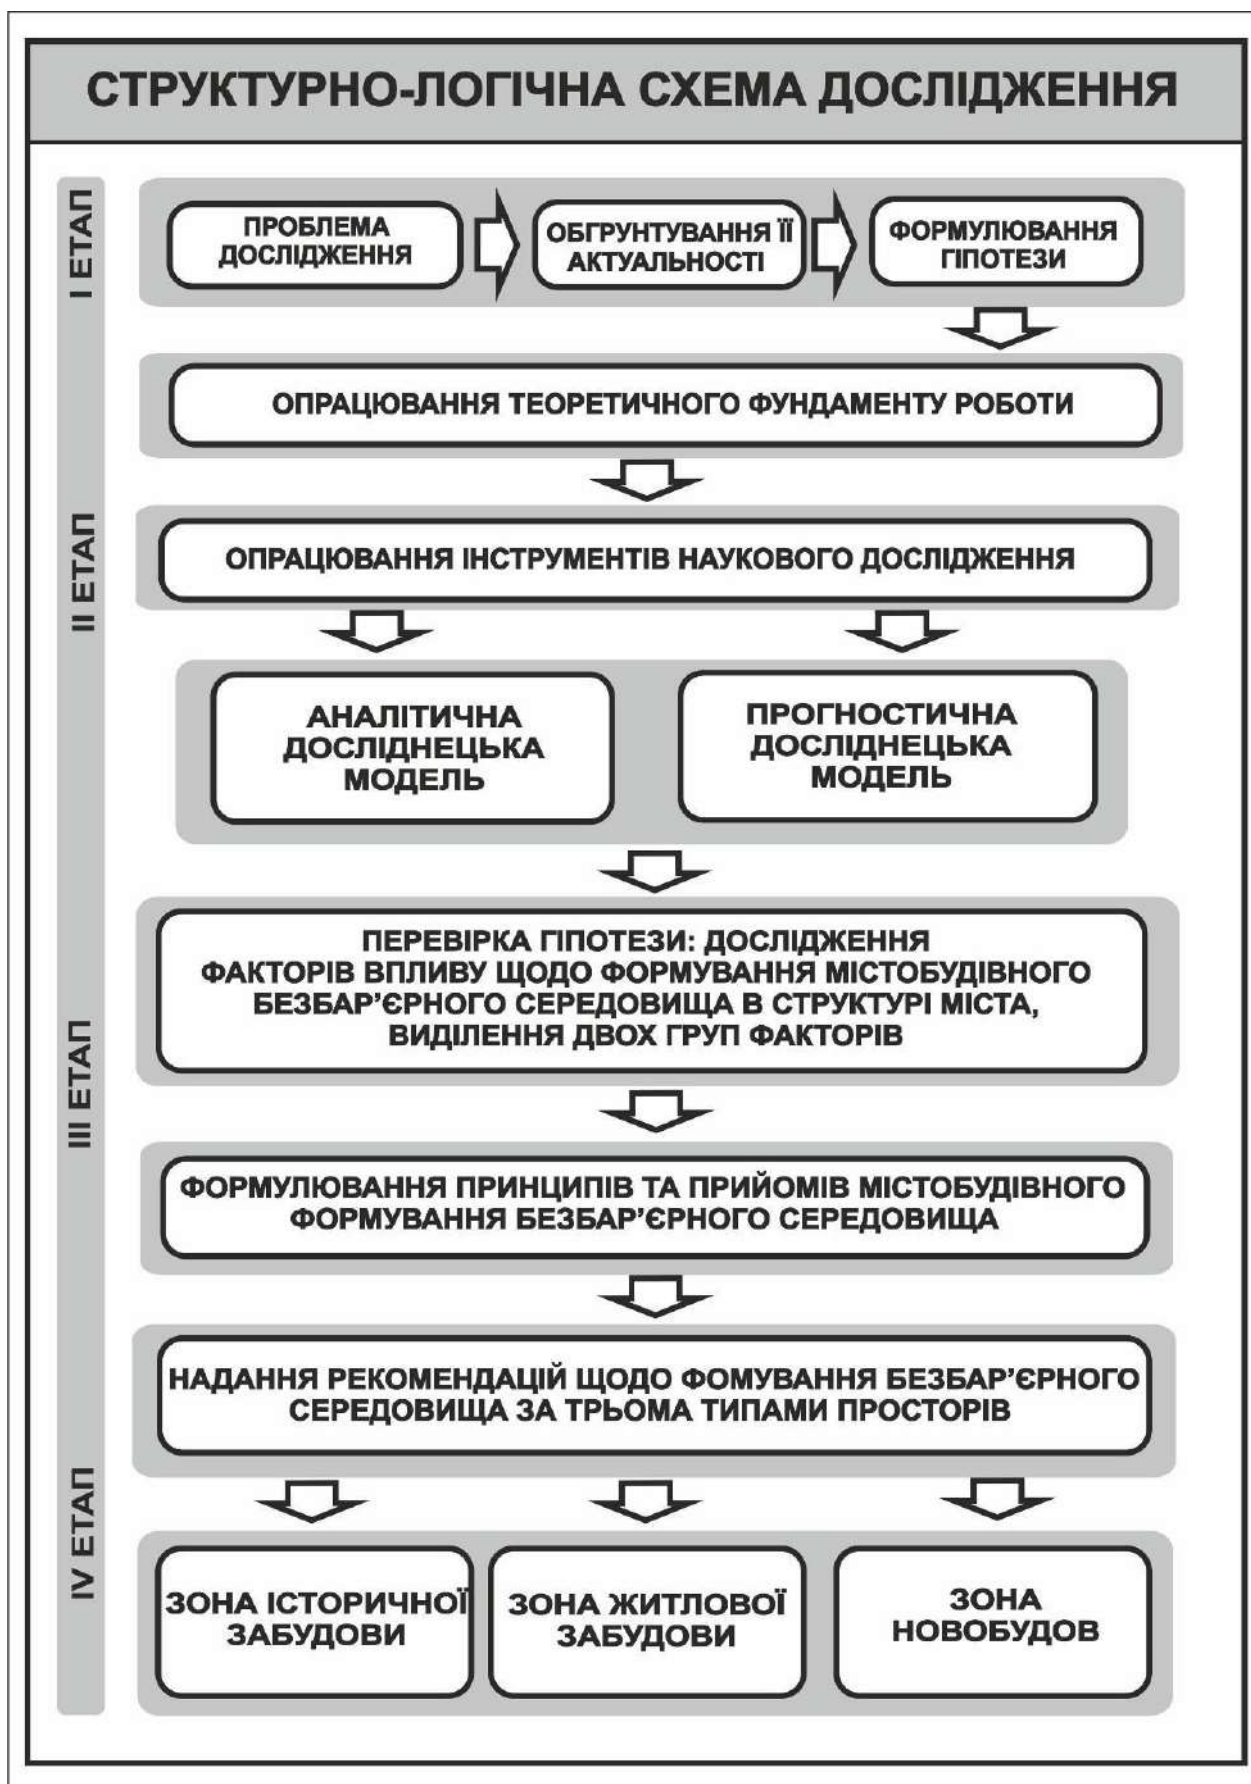 СТРУКТУРНО-ЛОГІЧНА СХЕМА ДОСЛІДЖЕННЯ
І ЕТАП
ПРОБЛЕМА
ДОСЛІДЖЕННЯ
ОБГРУНТУВАННЯ ЇЇ
АКТУАЛЬНОСТІ
ФОРМУЛЮВАННЯ
ГІПОТЕЗИ
ОПРАЦЮВАННЯ ТЕОРЕТИЧНОГО ФУНДАМЕНТУ РОБОТИ
ІІ ЕТАП
ОПРАЦЮВАННЯ ІНСТРУМЕНТІВ НАУКОВОГО ДОСЛІДЖЕННЯ
АНАЛІТИЧНА
ДОСЛІДНЕЦЬКА
МОДЕЛЬ
ПРОГНОСТИЧНА
ДОСЛІДНЕЦЬКА
МОДЕЛЬ
ІІІ ЕТАП
ПЕРЕВІРКА ГІПОТЕЗИ: ДОСЛІДЖЕННЯ
ФАКТОРІВ ВПЛИВУ ЩОДО ФОРМУВАННЯ МІСТОБУДІВНОГО
БЕЗБАР’ЄРНОГО СЕРЕДОВИЩА В СТРУКТУРІ МІСТА,
ВИДІЛЕННЯ ДВОХ ГРУП ФАКТОРІВ
ФОРМУЛЮВАННЯ ПРИНЦИПІВ ТА ПРИЙОМІВ МІСТОБУДІВНОГО
ФОРМУВАННЯ БЕЗБАР’ЄРНОГО СЕРЕДОВИЩА
НАДАННЯ РЕКОМЕНДАЦІЙ ЩОДО ФОМУВАННЯ БЕЗБАР’ЄРНОГО
СЕРЕДОВИЩА ЗА ТРЬОМА ТИПАМИ ПРОСТОРІВ
IV ЕТАП
ЗОНА ІСТОРИЧНОЇ
ЗАБУДОВИ
ЗОНА ЖИТЛОВОЇ
ЗАБУДОВИ
ЗОНА
НОВОБУДОВ